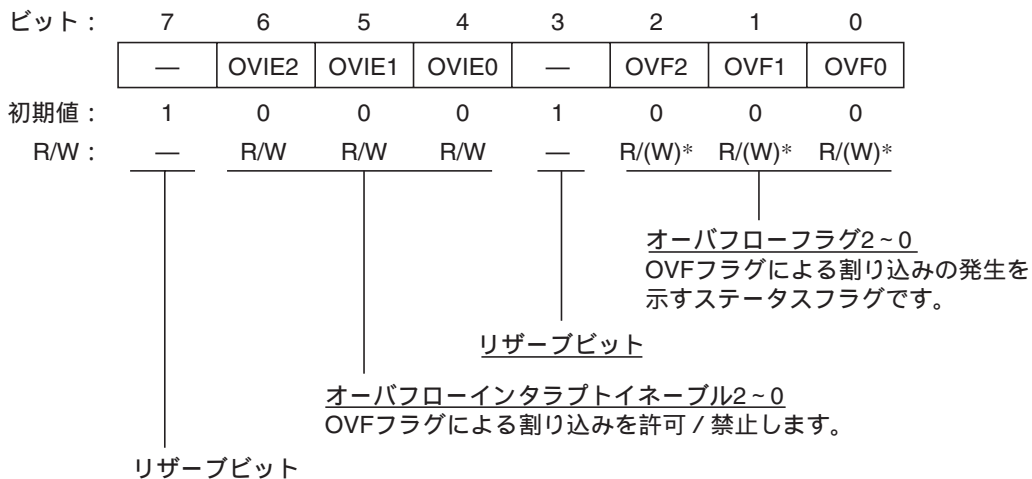 ビット： 7 6 5 4 3 2 1 0
— OVIE2 OVIE1 OVIE0 — OVF2 OVF1 OVF0
初期値： 1 0 0 0 1 0 0 0
R/W： — R/W R/W R/W — R/(W)* R/(W)* R/(W)*
オーバフローフラグ2~0
OVFフラグによる割り込みの発生を
示すステータスフラグです。
リザーブビット
オーバフローインタラプトイネーブル2~0
OVFフラグによる割り込みを許可 / 禁止します。
リザーブビット